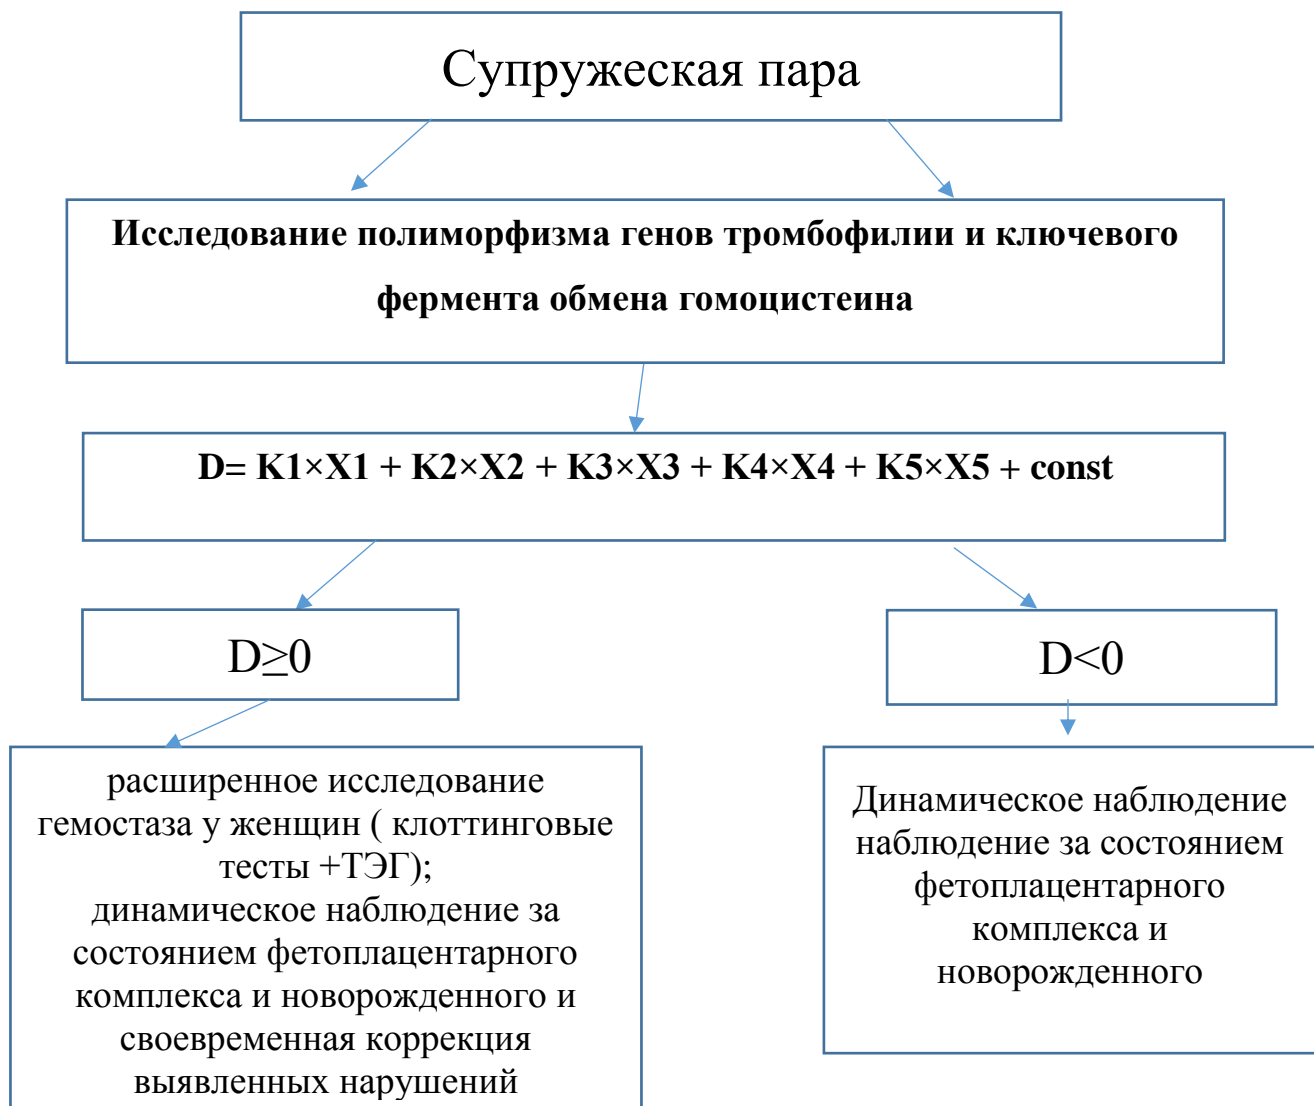 Супружеская пара
Исследование полиморфизма генов тромбофилии и ключевого
фермента обмена гомоцистеина
D= K1×X1 + K2×X2 + K3×X3 + K4×X4 + K5×X5 + const
D≥0
D<0
расширенное исследование
гемостаза у женщин ( клоттинговые
тесты +ТЭГ);
динамическое наблюдение за
состоянием фетоплацентарного
комплекса и новорожденного и
своевременная коррекция
выявленных нарушений
Динамическое наблюдение
наблюдение за состоянием
фетоплацентарного
комплекса и
новорожденного